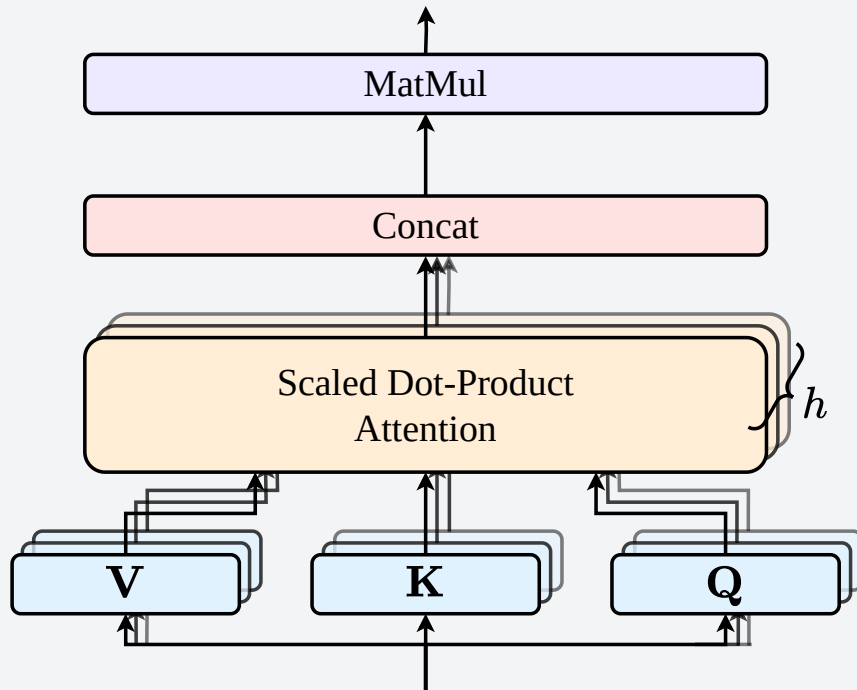 MatMul
Concat
Scaled Dot-Product
Attention
h
V K Q